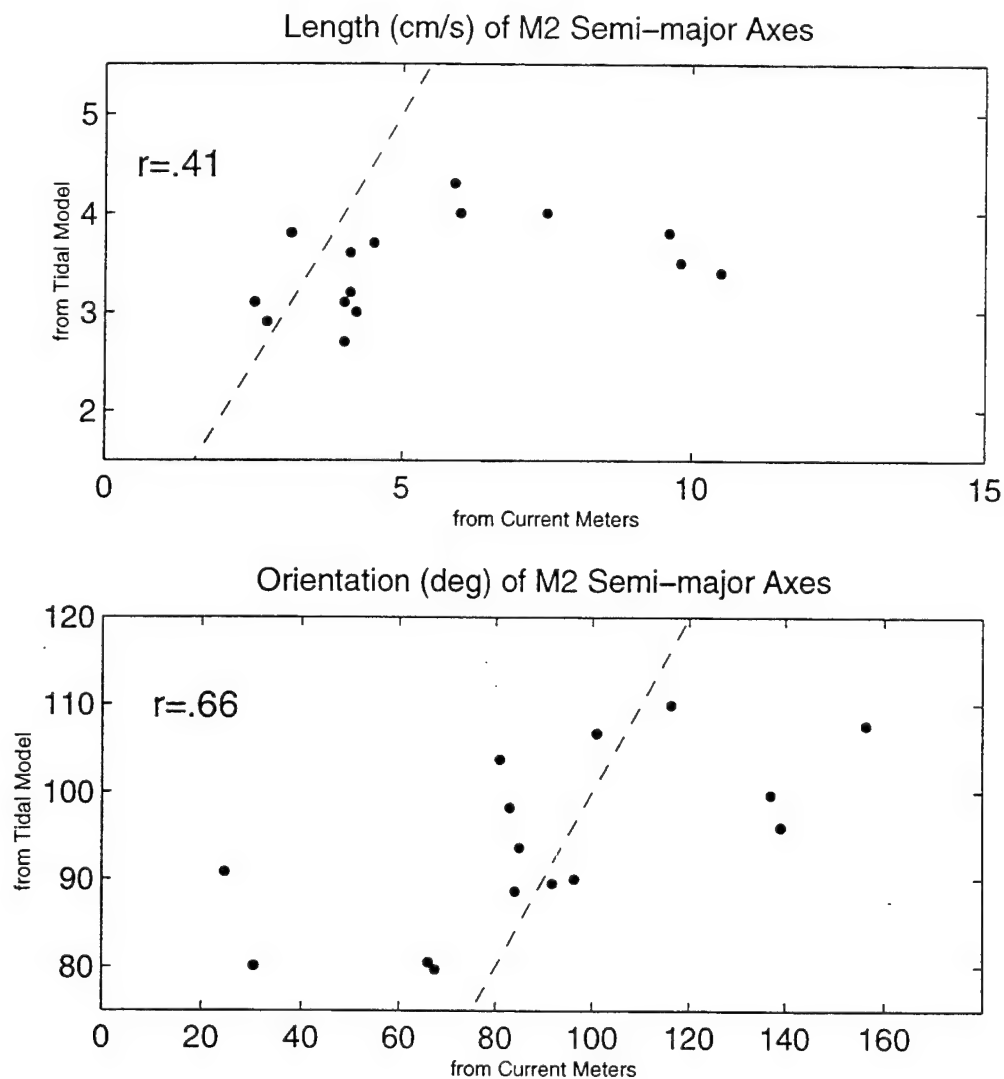 Length (cm/s) of M2 Semi-major Axes
5
4
3
2
from Tidal Model
r=.41
0 5 10 15
from Current Meters
Orientation (deg) of M2 Semi-major Axes
120
110
100
90
80
from Tidal Model
r=.66
0 20 40 60 80 100 120 140 160
from Current Meters